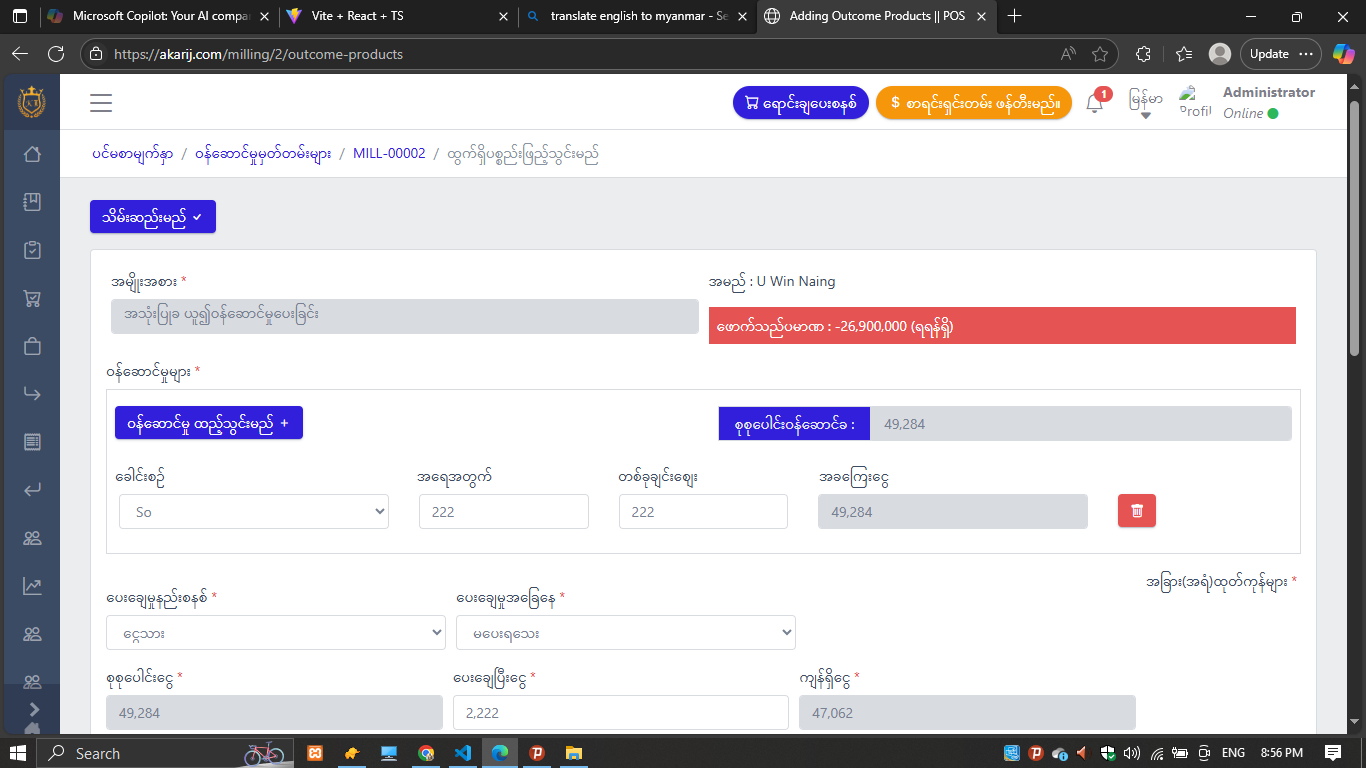 Microsoft Copilot: Your AI compa
Vite + React + TS
translate english to myanmar - Se
Adding Outcome Products || POS
https://akarij.com/milling/2/outcome-products
Update
ရောင်းချပေးစနစ်
$ စာရင်းရှင်းတမ်း ဖန်တီးမည်။
1
မြန်မာ
Profil
Administrator
Online
ပင်မစာမျက်နှာ / ဝန်ဆောင်မှုမှတ်တမ်းများ / MILL-00002 / ထွက်ရှိပစ္စည်းဖြည့်သွင်းမည်
သိမ်းဆည်းမည်
အမျိုးအစား *
အမည် : U Win Naing
အသုံးပြုခ ယူ၍ဝန်ဆောင်မှုပေးခြင်း
ဖောက်သည်ပမာဏ : -26,900,000 (ရရန်ရှိ)
ဝန်ဆောင်မှုများ *
ဝန်ဆောင်မှု ထည့်သွင်းမည် +
စုစုပေါင်းဝန်ဆောင်ခ :
49,284
ခေါင်းစဉ်
အရေအတွက်
တစ်ခုချင်းဈေး
အခကြေးငွေ
So
222
222
49,284
အခြား(အရံ)ထုတ်ကုန်များ *
ပေးချေမှုနည်းစနစ် *
ပေးချေမှုအခြေနေ *
ငွေသား
မပေးရသေး
စုစုပေါင်းငွေ *
ပေးချေပြီးငွေ *
ကျန်ရှိငွေ *
49,284
2,222
47,062
Search
ENG
8:56 PM